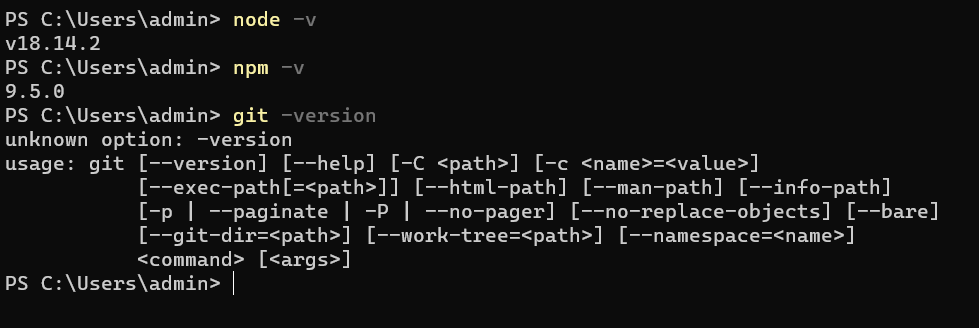 PS C:\Users\admin> node -v
v18.14.2
PS C:\Users\admin> npm -v
9.5.0
PS C:\Users\admin> git -version
unknown option: -version
usage: git [--version] [--help] [-C <path>] [-c <name>=<value>]
           [--exec-path[=<path>]] [--html-path] [--man-path] [--info-path]
           [-p | --paginate | -P | --no-pager] [--no-replace-objects] [--bare]
           [--git-dir=<path>] [--work-tree=<path>] [--namespace=<name>]
           <command> [<args>]
PS C:\Users\admin>